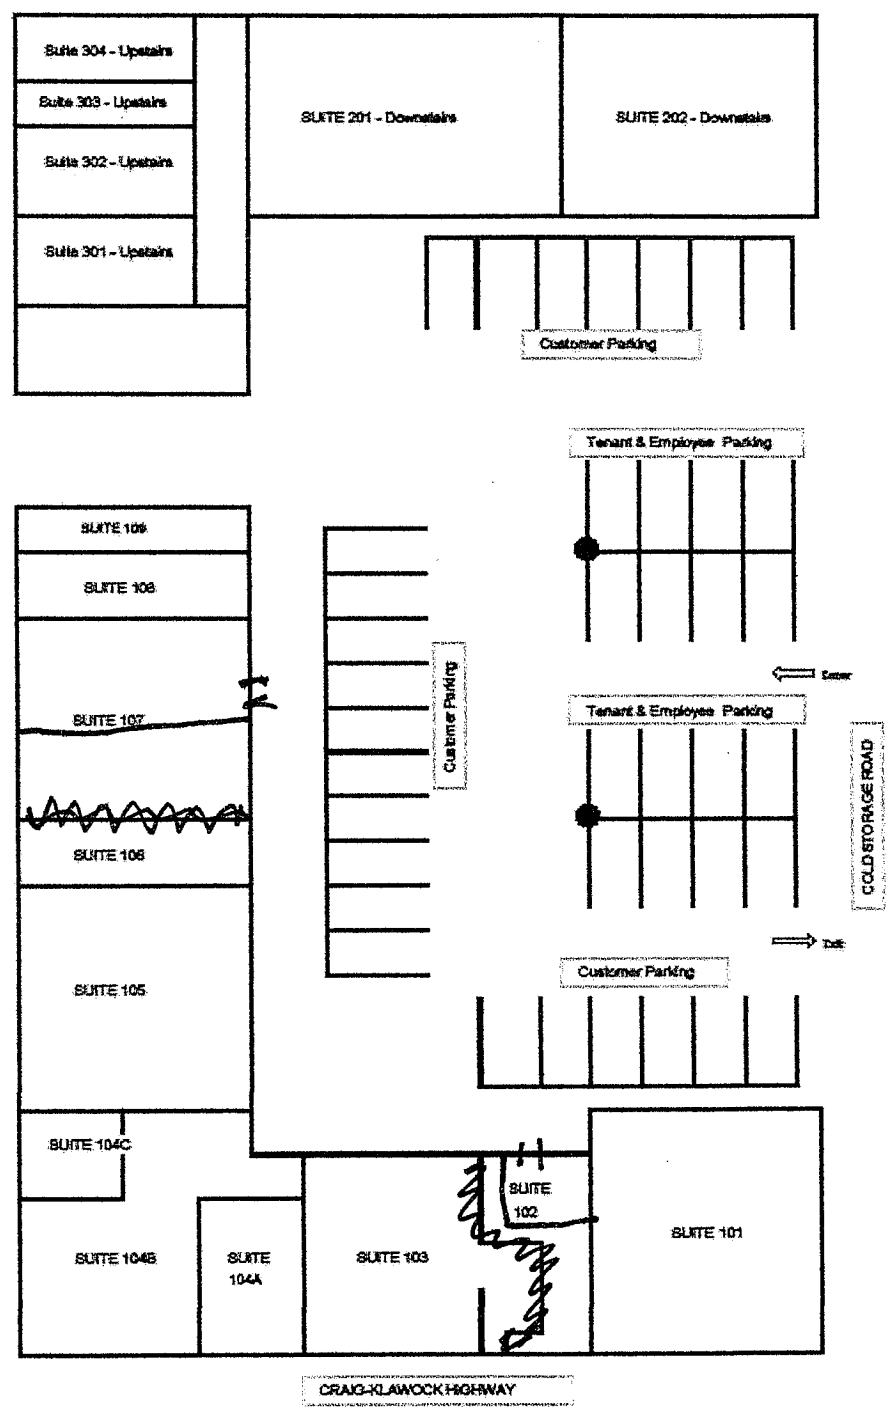 Suite 304 - Upstairs
Suite 303 - Upstairs
SUITE 201 - Downstairs
SUITE 202 - Downstairs
Suite 302 - Upstairs
Suite 301 - Upstairs
Customer Parking
Tenant & Employee Parking
SUITE 109
SUITE 108
Customer Parking
Enter
Tenant & Employee Parking
SUITE 107
COLD STORAGE ROAD
SUITE 106
Exit
Customer Parking
SUITE 105
SUITE 104C
SUITE
102
SUITE 101
SUITE 104B
SUITE
104A
SUITE 103
CRAIG-KLAWOCK HIGHWAY